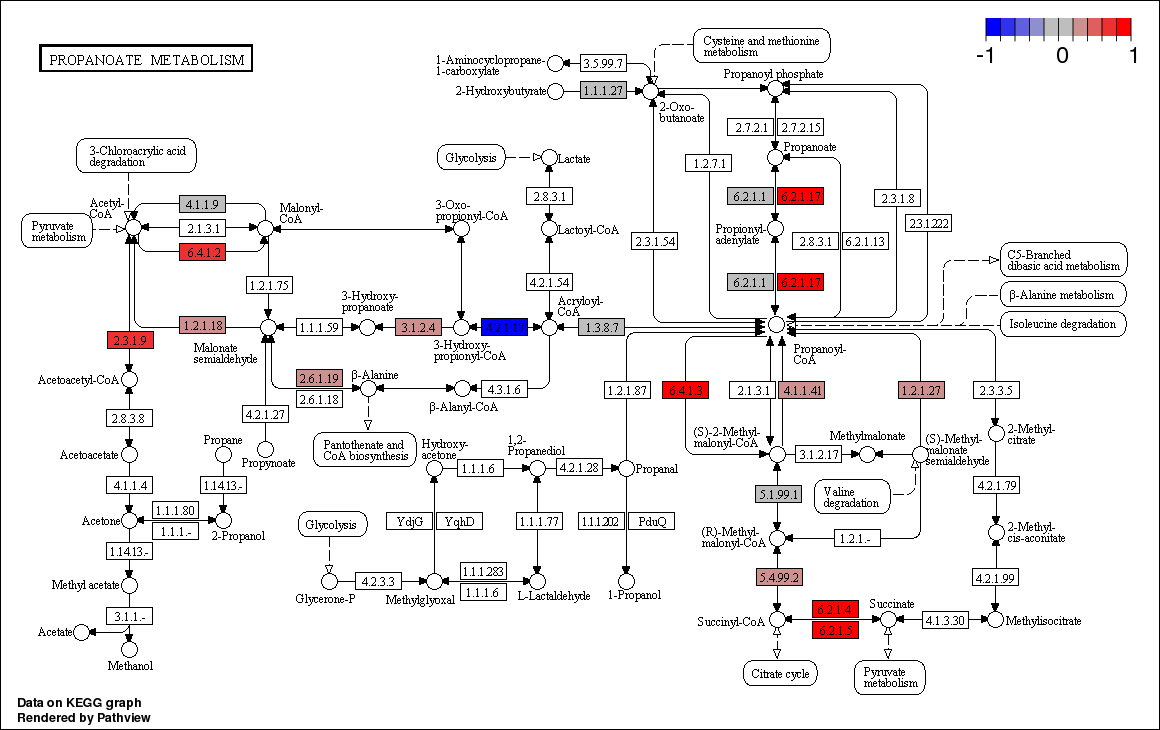 PROPANOATE METABOLISM
-1 0 1
Cysteine and methionine
metabolism
1-Aminocyclopropane-
1-carboxylate
3.5.99.7
2-Hydroxybutyrate
1.1.1.27
2-Oxo-
butanoate
Propanoyl phosphate
2.7.2.1
2.7.2.15
Propanoate
1.2.7.1
6.2.1.1
6.2.1.17
Propionyl-
adenylate
2.3.1.54
2.8.3.1
6.2.1.13
2.3.1.8
2.3.1.222
6.2.1.1
6.2.1.17
C5-Branched
dibasic acid metabolism
β-Alanine metabolism
Isoleucine degradation
3-Chloroacrylic acid
degradation
Glycolysis
Lactate
2.8.3.1
Lactoyl-CoA
4.2.1.54
Acryloyl-
CoA
Acetyl-
CoA
Pyruvate
metabolism
4.1.1.9
2.1.3.1
6.4.1.2
Malonyl-
CoA
3-Oxo-
propionyl-CoA
1.2.1.75
3-Hydroxy-
propanoate
1.2.1.18
1.1.1.59
3.1.2.4
1.3.8.7
Malonate
semialdehyde
3-Hydroxy-
propionyl-CoA
Propanoyl-
CoA
2.3.1.9
Acetoacetyl-CoA
2.6.1.19
2.6.1.18
β-Alanine
β-Alanyl-CoA
4.3.1.6
1.2.1.87
6.4.1.3
2.1.3.1
4.1.1.41
1.2.1.27
2.3.3.5
2.8.3.8
4.2.1.27
Propynoate
Pantothenate and
CoA biosynthesis
Acetoacetate
Propane
Hydroxy-
acetone
1.1.1.6
1,2-
Propanediol
4.2.1.28
Propanal
(S)-2-Methyl-
malonyl-CoA
3.1.2.17
Methylmalonate
(S)-Methyl-
malonate
semialdehyde
2-Methyl-
citrate
4.1.1.4
1.14.13.-
5.1.99.1
Valine
degradation
4.2.1.79
Acetone
1.1.1.80
1.1.1.-
2-Propanol
Glycolysis
YdjG
YqhD
1.1.1.77
1.1.1.202
PduQ
(R)-Methyl-
malonyl-CoA
1.2.1.-
2-Methyl-
cis-aconitate
1.14.13.-
Methyl acetate
Glycerone-P
4.2.3.3
Methylglyoxal
1.1.1.283
1.1.1.6
L-Lactaldehyde
1-Propanol
5.4.99.2
4.2.1.99
3.1.1.-
Acetate
Methanol
Succinyl-CoA
6.2.1.4
6.2.1.5
Succinate
4.1.3.30
Methylisocitrate
Citrate cycle
Pyruvate
metabolism
Data on KEGG graph
Rendered by Pathview